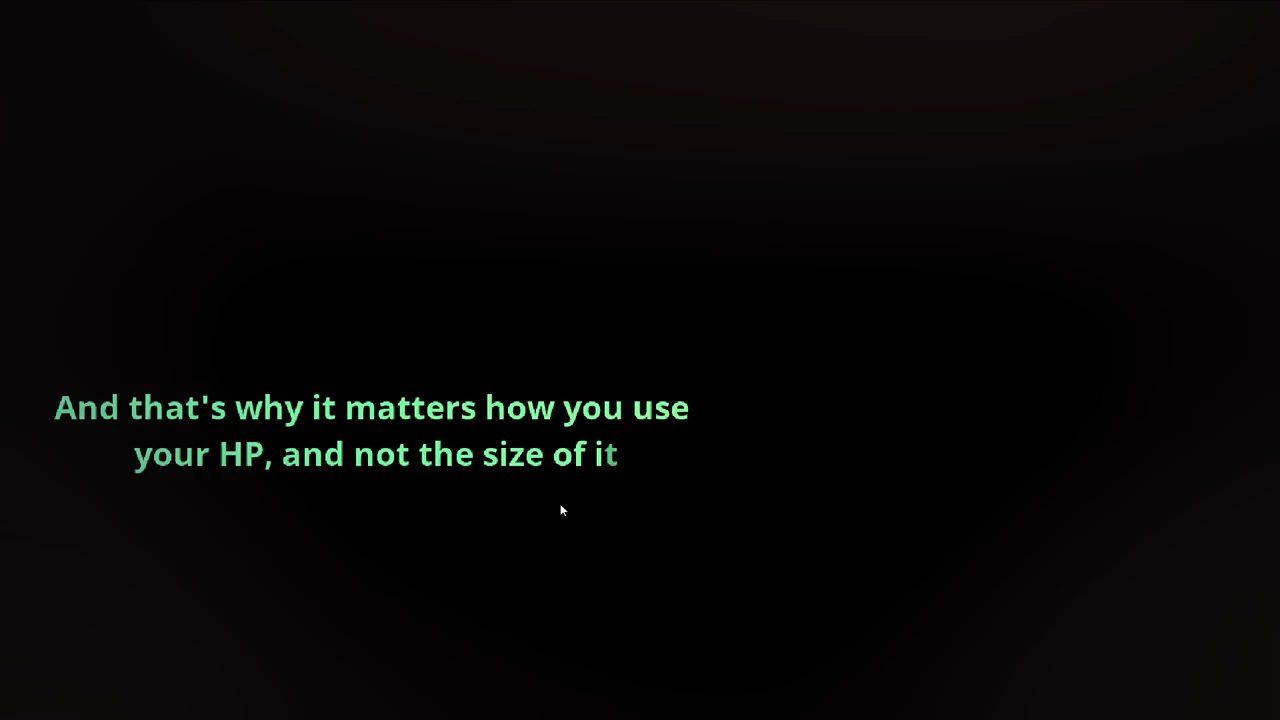 And that's why it matters how you use
your HP, and not the size of it